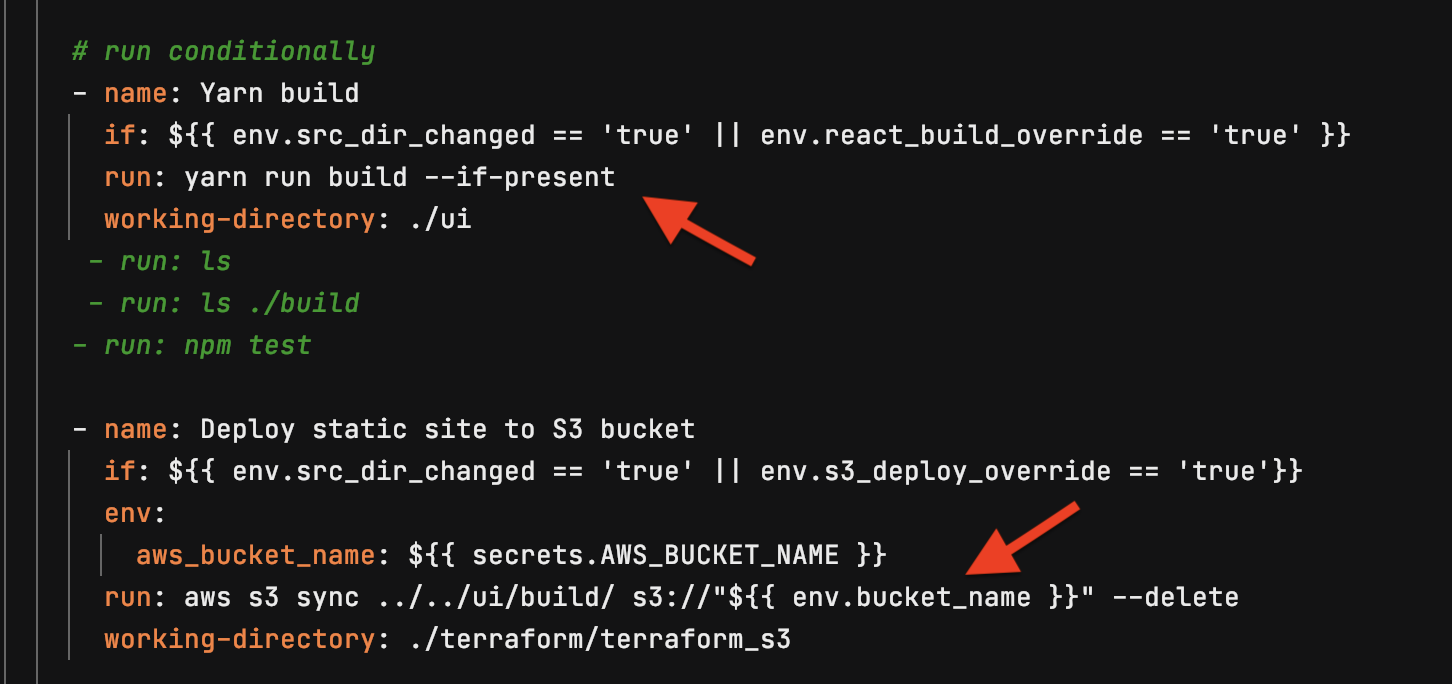 # run conditionally
- name: Yarn build
if: ${{ env.src_dir_changed == 'true' || env.react_build_override == 'true' }}
run: yarn run build --if-present
working-directory: ./ui
- run: ls
- run: ls ./build
- run: npm test
- name: Deploy static site to S3 bucket
if: ${{ env.src_dir_changed == 'true' || env.s3_deploy_override == 'true'}}
env:
aws_bucket_name: ${{ secrets.AWS_BUCKET_NAME }}
run: aws s3 sync ../../ui/build/ s3://"${{ env.bucket_name }}" --delete
working-directory: ./terraform/terraform_s3